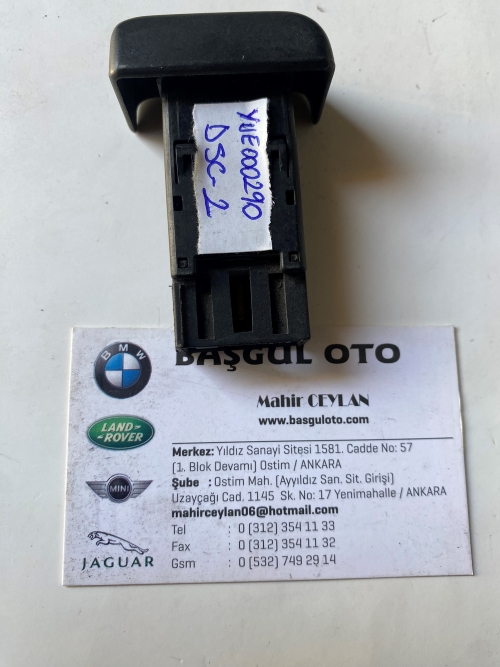 YUE000290
DSC-2
BMW
BAŞGÜL OTO
Mahir CEYLAN
www.basguloto.com
LAND-
ROVER
MINI
JAGUAR
Merkez: Yıldız Sanayi Sitesi 1581. Cadde No: 57
(1. Blok Devamı) Ostim / ANKARA
Şube : Ostim Mah. (Ayyıldız San. Sit. Girişi)
Uzayçağı Cad. 1145 Sk. No: 17 Yenimahalle / ANKARA
mahirceylan06@hotmail.com
Tel : 0 (312) 354 11 33
Fax : 0 (312) 354 11 32
Gsm : 0 (532) 749 29 14